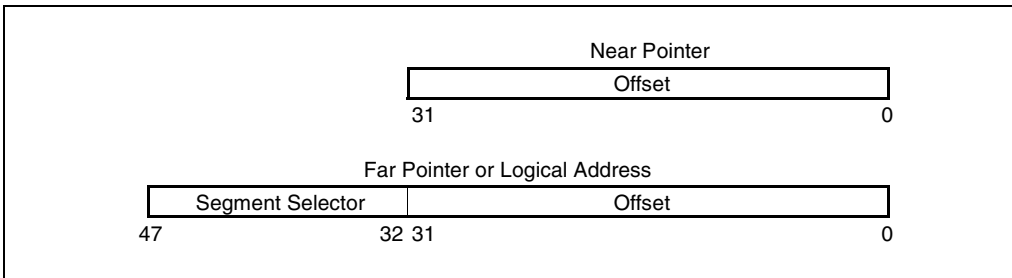 Near Pointer
Offset
31 0
Far Pointer or Logical Address
Segment Selector Offset
47 32 31 0